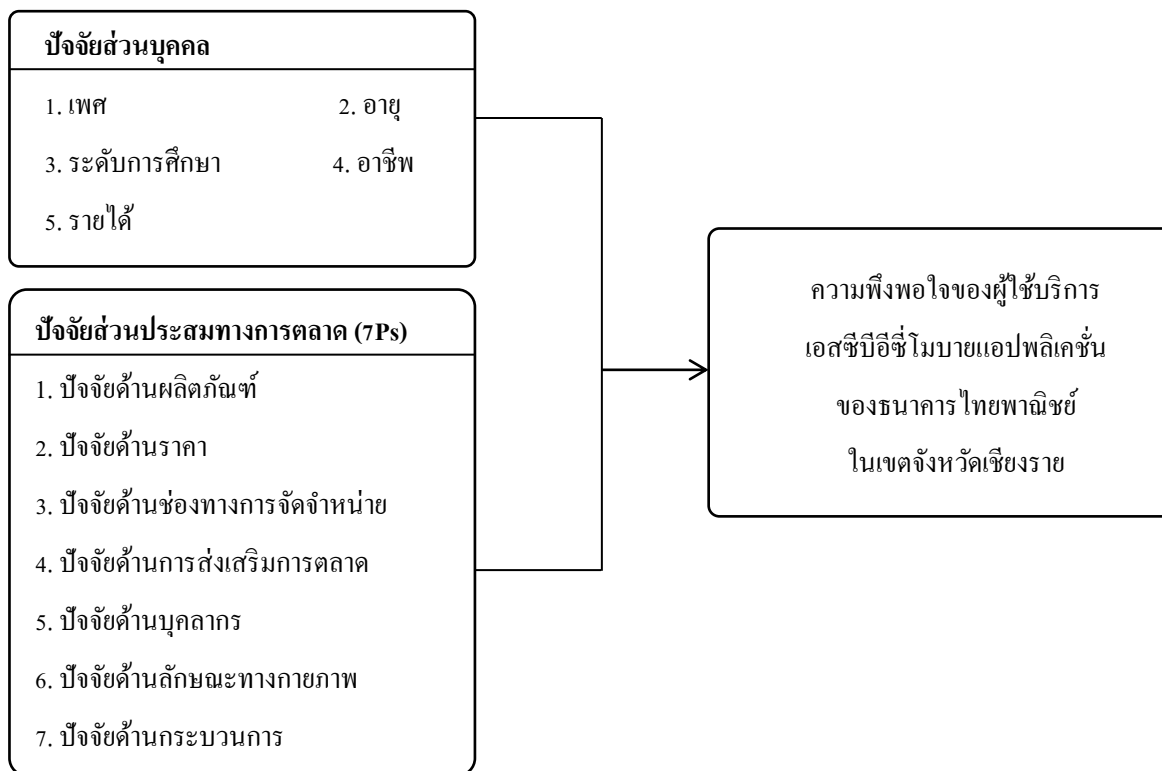 ปัจจัยส่วนบุคคล
1. เพศ 2. อายุ
3. ระดับการศึกษา 4. อาชีพ
5. รายได้
ปัจจัยส่วนประสมทางการตลาด (7Ps)
1. ปัจจัยด้านผลิตภัณฑ์
2. ปัจจัยด้านราคา
3. ปัจจัยด้านช่องทางการจัดจำหน่าย
4. ปัจจัยด้านการส่งเสริมการตลาด
5. ปัจจัยด้านบุคลากร
6. ปัจจัยด้านลักษณะทางกายภาพ
7. ปัจจัยด้านกระบวนการ
ความพึงพอใจของผู้ใช้บริการ
เอสซีบีอีซี่โมบายแอปพลิเคชั่น
ของธนาคารไทยพาณิชย์
ในเขตจังหวัดเชียงราย